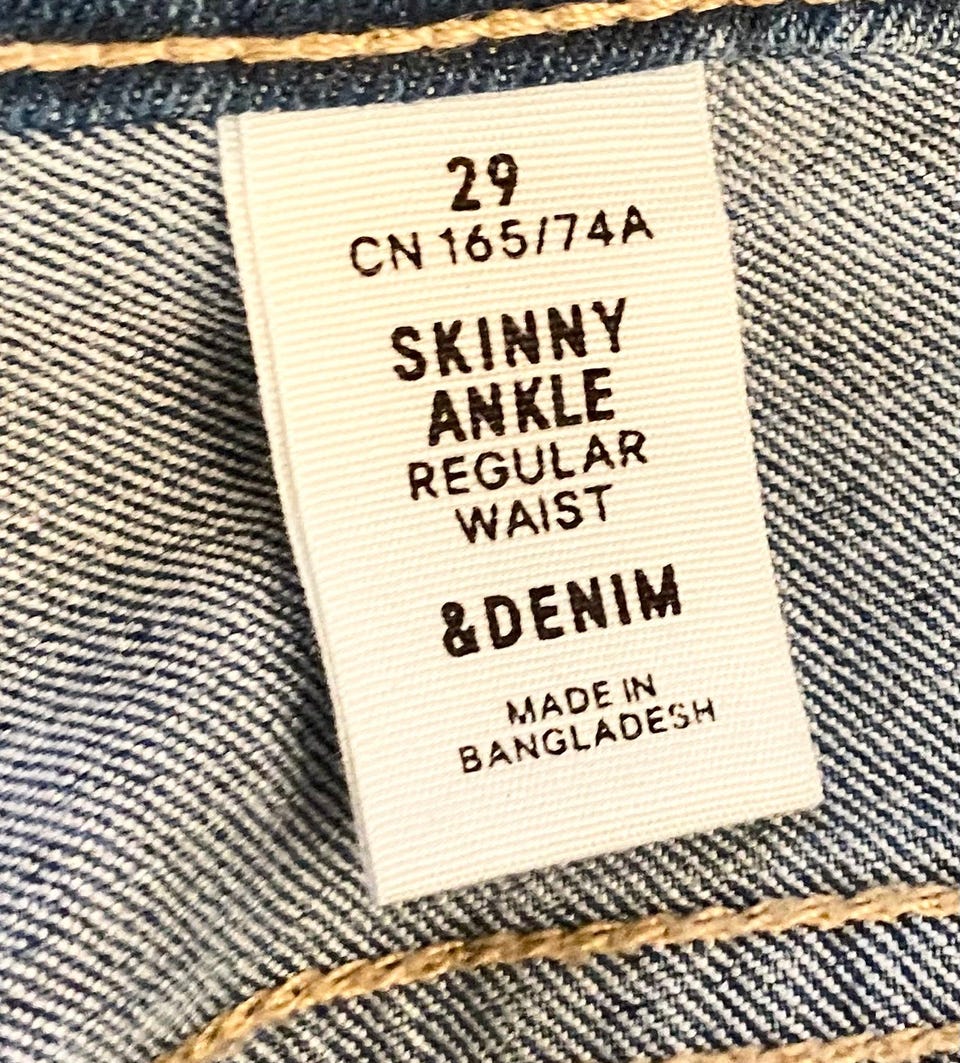 29
CN 165/74A
SKINNY
ANKLE
REGULAR
WAIST
&DENIM
MADE IN
BANGLADESH